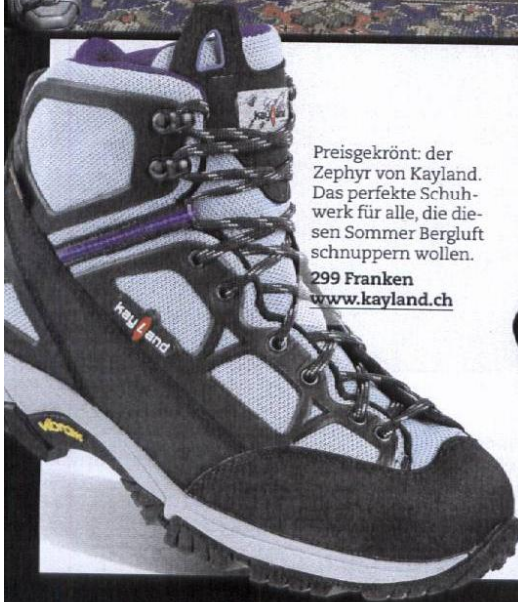 Preisgekrönt: der
Zephyr von Kayland.
Das perfekte Schuh-
werk für alle, die die-
sen Sommer Bergluft
schnuppern wollen.
299 Franken
www.kayland.ch
kayland
kayland
vibram